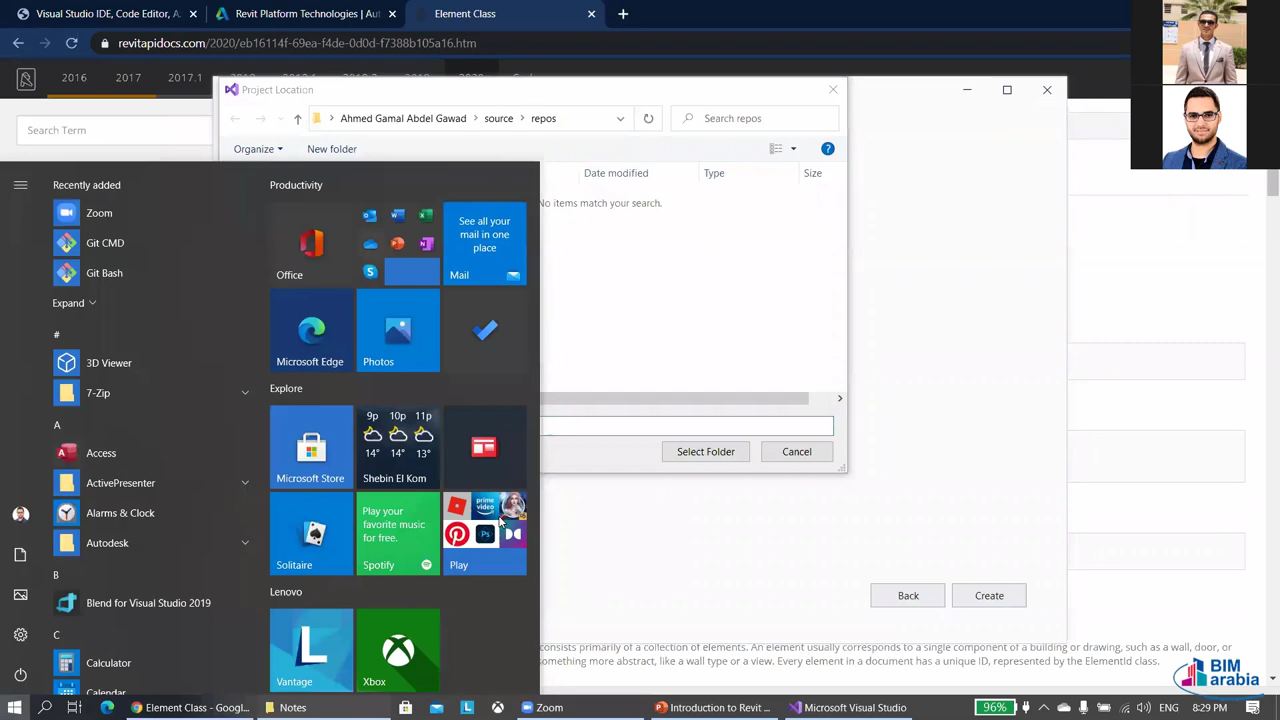 Visual Studio IDE, Code Editor, A
Revit Platform Technologies | Aut
Element Class
revitapidocs.com/2020/eb16114f-69ea-f4de-0d0d-f7388b105a16.htm
2016
2017
2017.1
Search Term
Project Location
Ahmed Gamal Abdel Gawad
source
repos
Search repos
Organize
New folder
Date modified
Type
Size
No items match your search.
Recently added
Zoom
Git CMD
Git Bash
Expand
#
3D Viewer
7-Zip
A
Access
ActivePresenter
Alarms & Clock
Autodesk
B
Blend for Visual Studio 2019
C
Calculator
Calendar
Productivity
Office
See all your
mail in one
place
Mail
Microsoft Edge
Photos
Explore
Microsoft Store
9p 10p 11p
14° 14° 13°
Shebin El Kom
Solitaire
Play your
favorite music
for free.
Spotify
prime
video
Ps
Play
Lenovo
L
Vantage
Xbox
Select Folder
Cancel
Back
Create
consists primarily of a collection of elements. An element usually corresponds to a single component of a building or drawing, such as a wall, door, or
something more abstract, like a wall type or a view. Every element in a document has a unique ID, represented by the ElementId class.
BIM
arabia
Element Class - Googl...
Notes
Zoom
Introduction to Revit ...
Microsoft Visual Studio
96%
ENG
8:29 PM